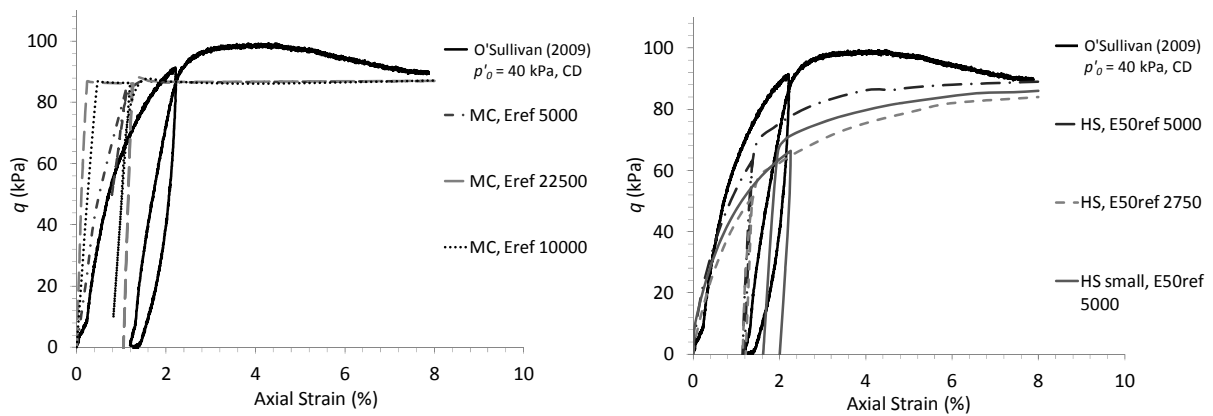 q (kPa)
100
80
60
40
20
0
0 2 4 6 8 10
Axial Strain (%)
O'Sullivan (2009)
p'0 = 40 kPa, CD
MC, Eref 5000
MC, Eref 22500
MC, Eref 10000
q (kPa)
100
80
60
40
20
0
0 2 4 6 8 10
Axial Strain (%)
O'Sullivan (2009)
p'0 = 40 kPa, CD
HS, E50ref 5000
HS, E50ref 2750
HS small, E50ref
5000